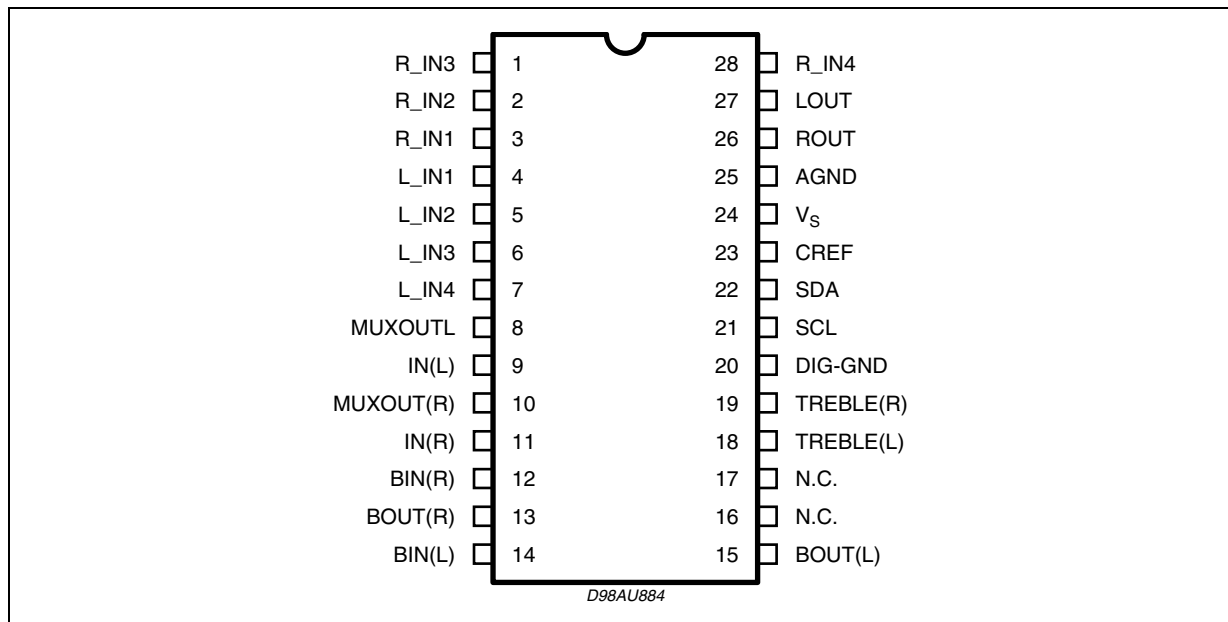 R_IN3 1 28 R_IN4
R_IN2 2 27 LOUT
R_IN1 3 26 ROUT
L_IN1 4 25 AGND
L_IN2 5 24 VS
L_IN3 6 23 CREF
L_IN4 7 22 SDA
MUXOUTL 8 21 SCL
IN(L) 9 20 DIG-GND
MUXOUT(R) 10 19 TREBLE(R)
IN(R) 11 18 TREBLE(L)
BIN(R) 12 17 N.C.
BOUT(R) 13 16 N.C.
BIN(L) 14 15 BOUT(L)
D98AU884